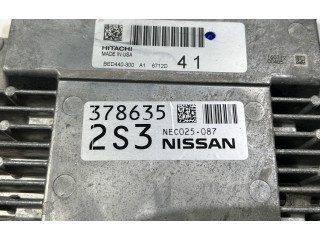 HITACHI
MADE IN USA
BED440-300 A1 6712D
41
378635
2S3 NEC025-087
NISSAN